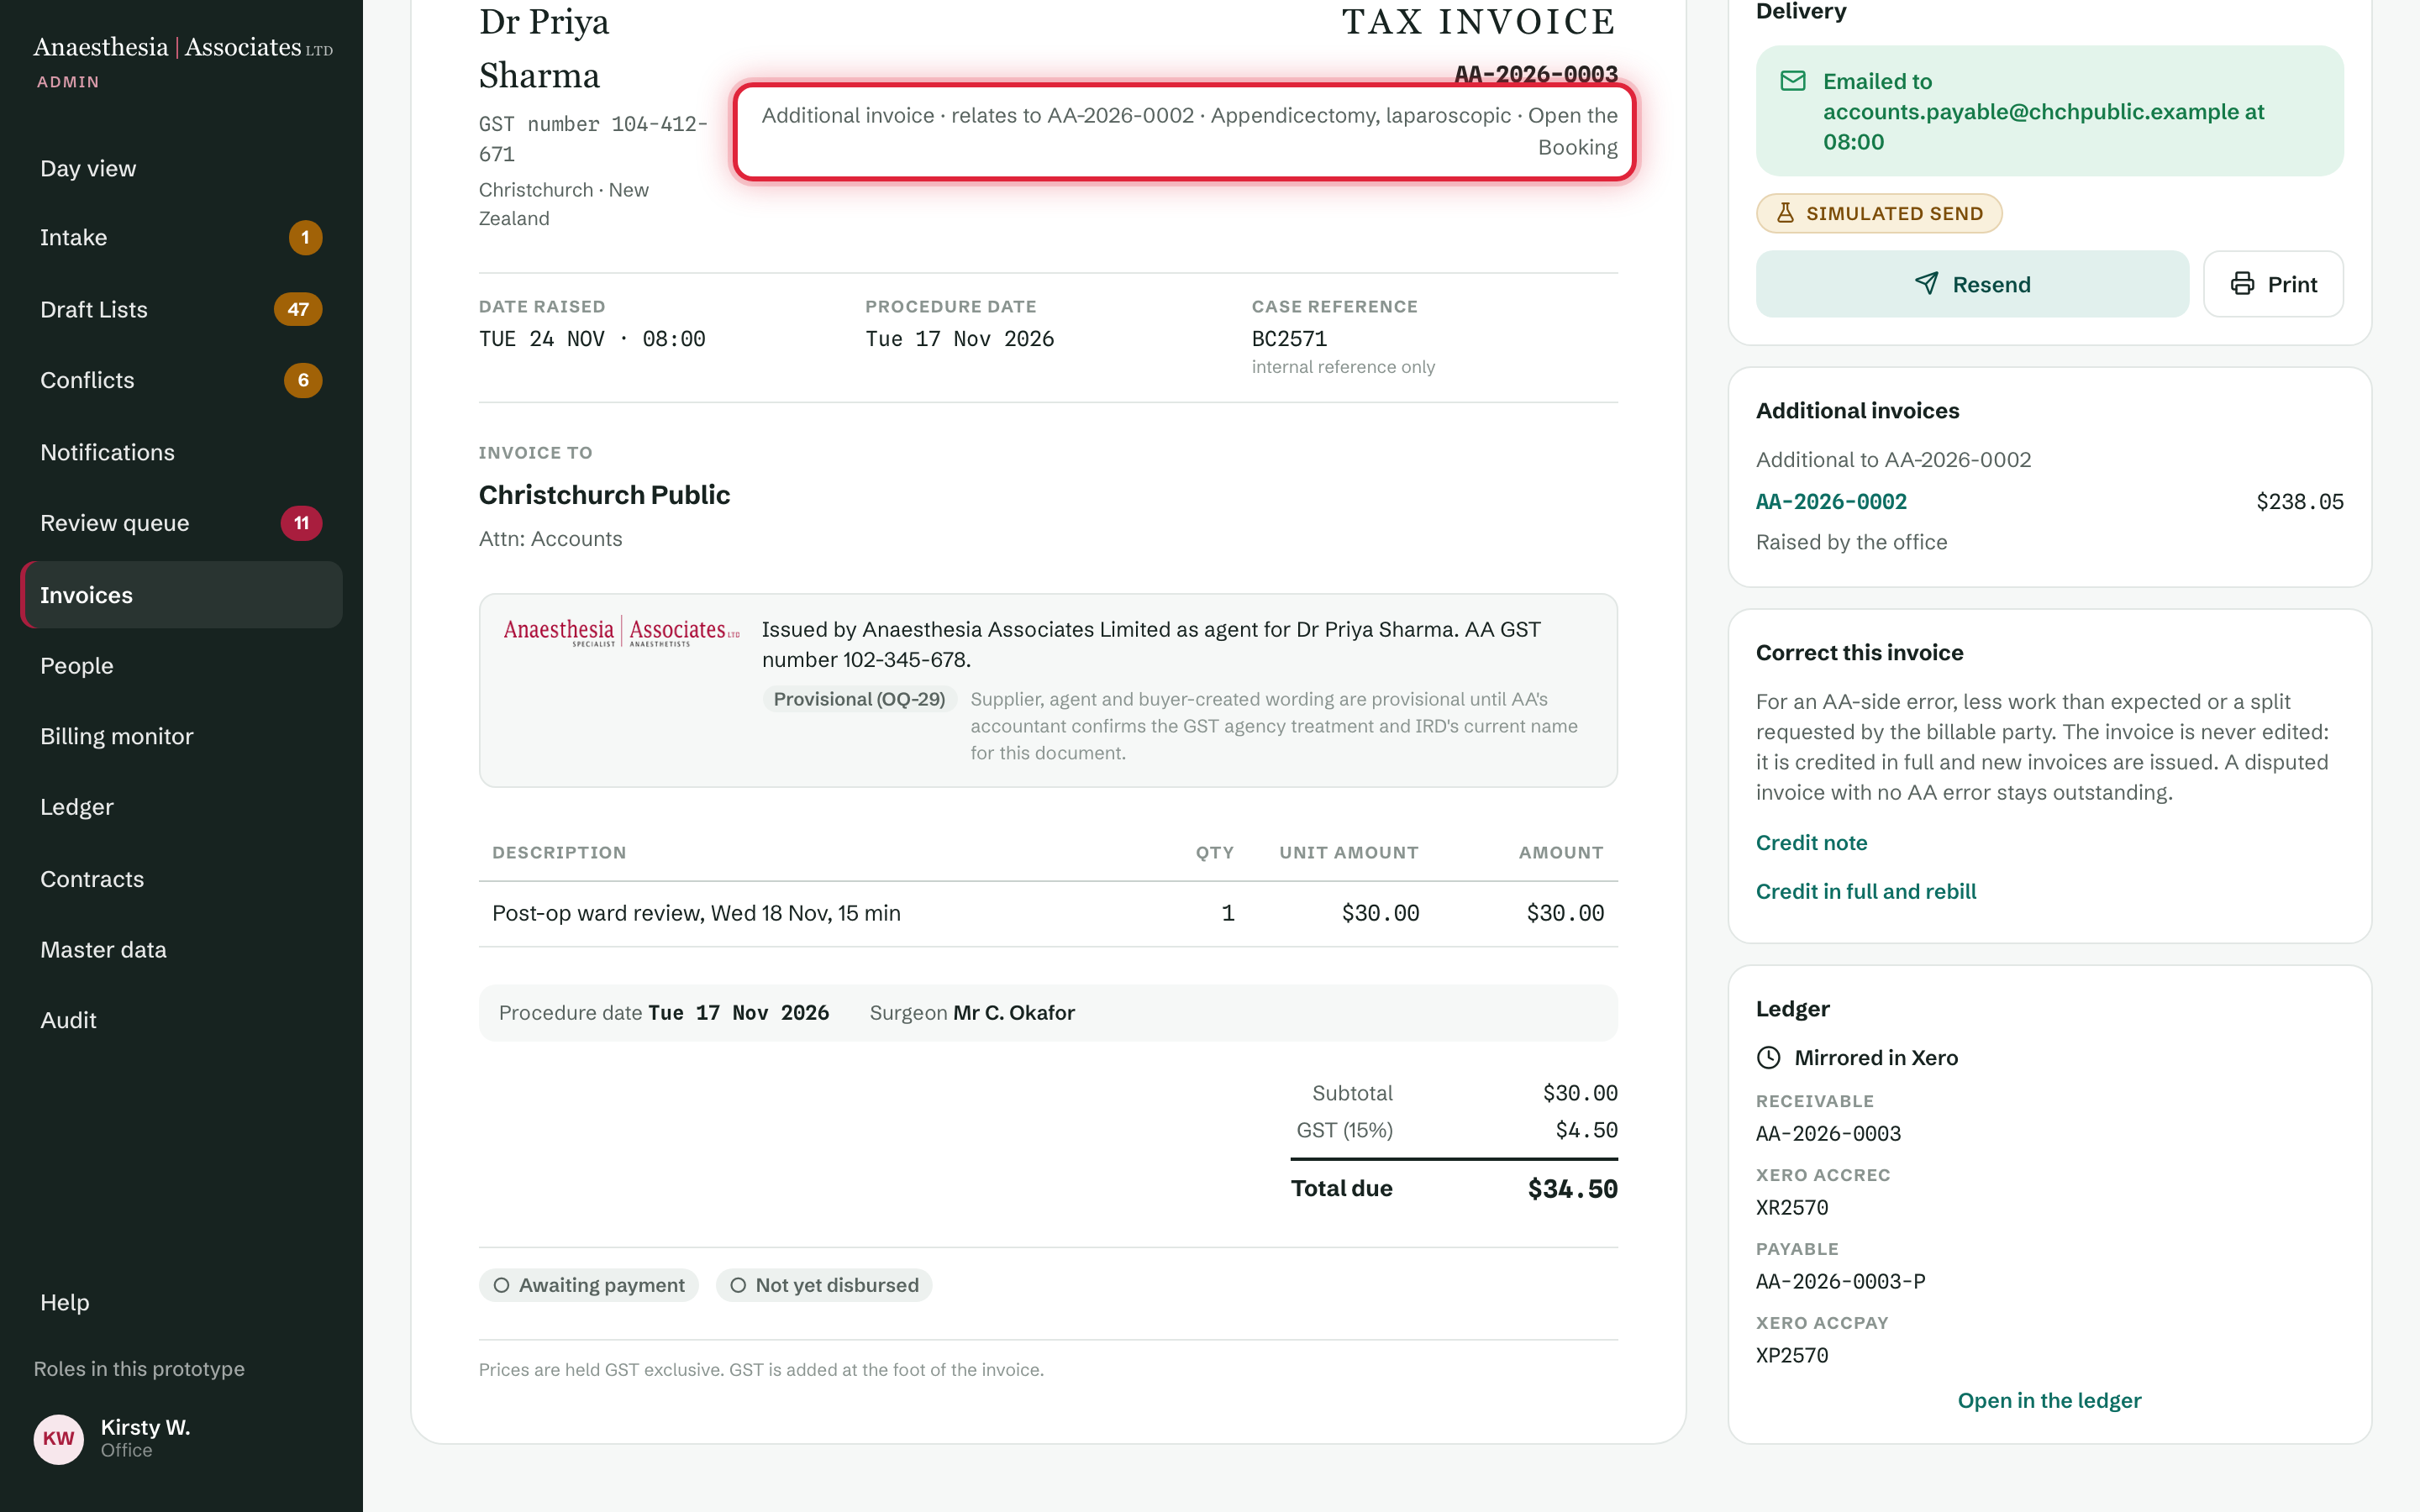 Anaesthesia | Associates LTD
ADMIN
Day view
Intake 1
Draft Lists 47
Conflicts 6
Notifications
Review queue 11
Invoices
People
Billing monitor
Ledger
Contracts
Master data
Audit
Help
Roles in this prototype
KW
Kirsty W.
Office
Dr Priya
Sharma
GST number 104-412-
671
Christchurch · New
Zealand
TAX INVOICE
AA-2026-0003
Additional invoice · relates to AA-2026-0002 · Appendicectomy, laparoscopic · Open the
Booking
DATE RAISED
TUE 24 NOV · 08:00
PROCEDURE DATE
Tue 17 Nov 2026
CASE REFERENCE
BC2571
internal reference only
INVOICE TO
Christchurch Public
Attn: Accounts
Anaesthesia | Associates LTD
SPECIALIST ANAESTHETISTS
Issued by Anaesthesia Associates Limited as agent for Dr Priya Sharma. AA GST
number 102-345-678.
Provisional (OQ-29)
Supplier, agent and buyer-created wording are provisional until AA's
accountant confirms the GST agency treatment and IRD's current name
for this document.
DESCRIPTION QTY UNIT AMOUNT AMOUNT
Post-op ward review, Wed 18 Nov, 15 min 1 $30.00 $30.00
Procedure date Tue 17 Nov 2026 Surgeon Mr C. Okafor
Subtotal $30.00
GST (15%) $4.50
Total due $34.50
Awaiting payment Not yet disbursed
Prices are held GST exclusive. GST is added at the foot of the invoice.
Delivery
Emailed to
accounts.payable@chchpublic.example at
08:00
SIMULATED SEND
Resend Print
Additional invoices
Additional to AA-2026-0002
AA-2026-0002 $238.05
Raised by the office
Correct this invoice
For an AA-side error, less work than expected or a split
requested by the billable party. The invoice is never edited:
it is credited in full and new invoices are issued. A disputed
invoice with no AA error stays outstanding.
Credit note
Credit in full and rebill
Ledger
Mirrored in Xero
RECEIVABLE
AA-2026-0003
XERO ACCREC
XR2570
PAYABLE
AA-2026-0003-P
XERO ACCPAY
XP2570
Open in the ledger